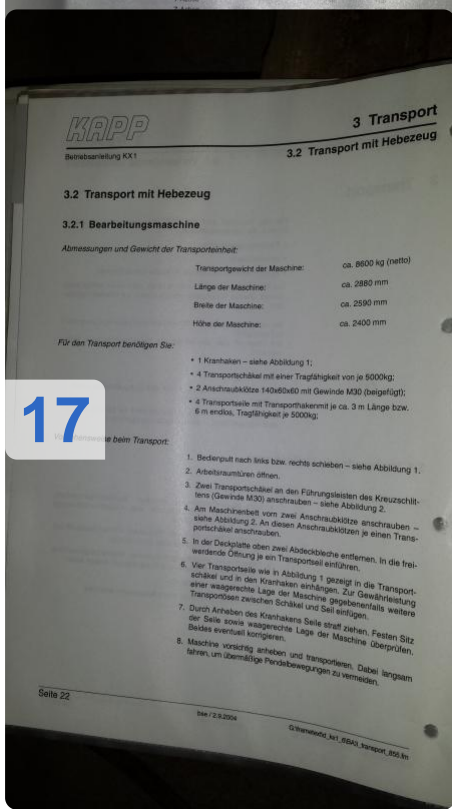 KAPP
3 Transport
Betriebsanleitung KX1
3.2 Transport mit Hebezeug
3.2 Transport mit Hebezeug
3.2.1 Bearbeitungsmaschine
Abmessungen und Gewicht der Transporteinheit:
Transportgewicht der Maschine: ca. 8600 kg (netto)
Länge der Maschine: ca. 2880 mm
Breite der Maschine: ca. 2590 mm
Höhe der Maschine: ca. 2400 mm
Für den Transport benötigen Sie:
• 1 Kranhaken – siehe Abbildung 1;
• 4 Transportschäkel mit einer Tragfähigkeit von je 5000kg;
• 2 Anschraubklötze 140x80x60 mit Gewinde M30 (beigefügt);
• 4 Transportseile mit Transporthakenmit je ca. 3 m Länge bzw.
6 m endlos, Tragfähigkeit je 5000kg;
17
beim Transport:
1. Bedienpult nach links bzw. rechts schieben – siehe Abbildung 1.
2. Arbeitsraumtüren öffnen.
3. Zwei Transportschäkel an den Führungsleisten des Kreuzschlit-
tens (Gewinde M30) anschrauben – siehe Abbildung 2.
4. Am Maschinenbett vorn zwei Anschraubklötze anschrauben –
siehe Abbildung 2. An diesen Anschraubklötzen je einen Trans-
portschäkel anschrauben.
5. In der Deckplatte oben zwei Abdeckbleche entfernen. In die frei-
werdende Öffnung je ein Transportseil einführen.
6. Vier Transportseile wie in Abbildung 1 gezeigt in die Transport-
schäkel und in den Kranhaken einhängen. Zur Gewährleistung
einer waagerechte Lage der Maschine gegebenenfalls weitere
Transportösen zwischen Schäkel und Seil einfügen.
7. Durch Anheben des Kranhakens Seile straff ziehen. Festen Sitz
der Seile sowie waagerechte Lage der Maschine überprüfen.
Beides eventuell korrigieren.
8. Maschine vorsichtig anheben und transportieren. Dabei langsam
fahren, um übermäßige Pendelbewegungen zu vermeiden.
Seite 22
bse / 2.9.2004